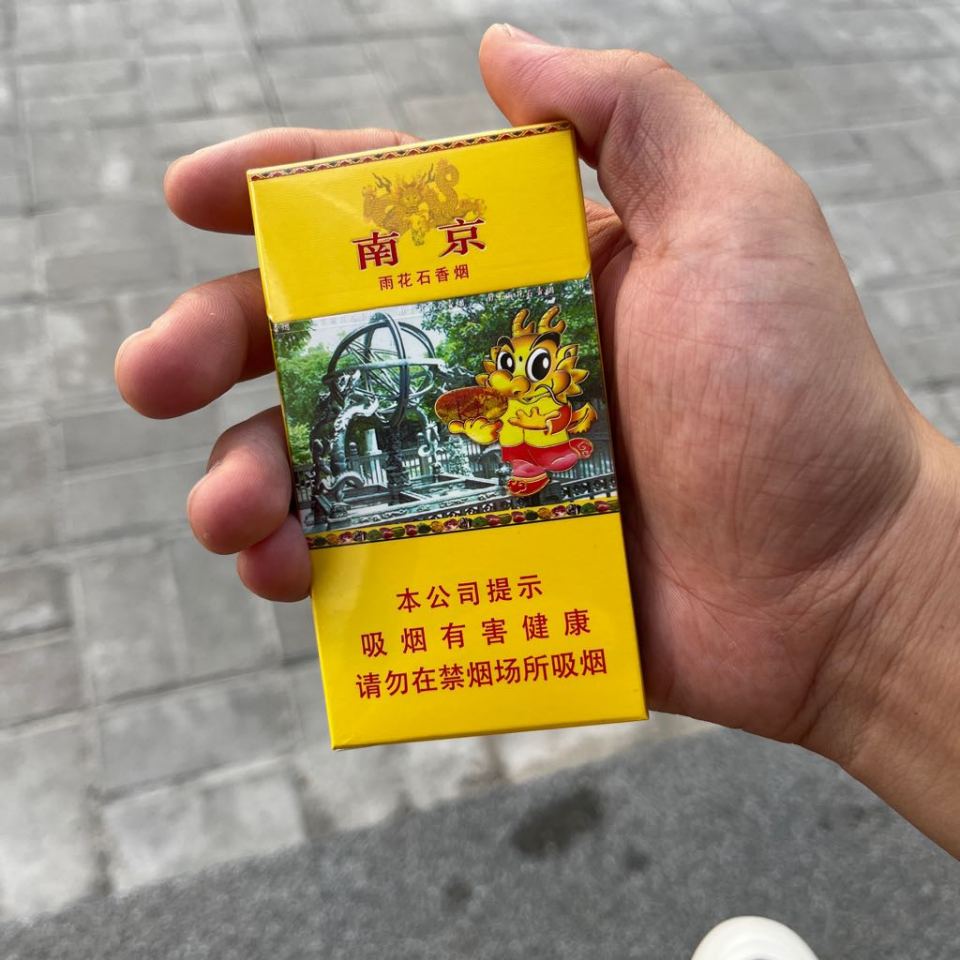 南京
雨花石香烟
本公司提示
吸烟有害健康
请勿在禁烟场所吸烟